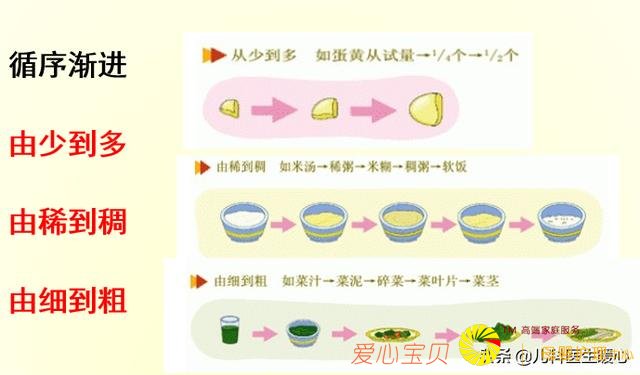 循序渐进
从少到多 如蛋黄从试量→1/4个→1/2个
由少到多
由稀到稠 如米汤→稀粥→米糊→稠粥→软饭
由稀到稠
由细到粗 如菜汁→菜泥→碎菜→菜叶片→菜茎
由细到粗
TM 高端家庭服务
爱心宝贝
头条 @儿科医生暖心